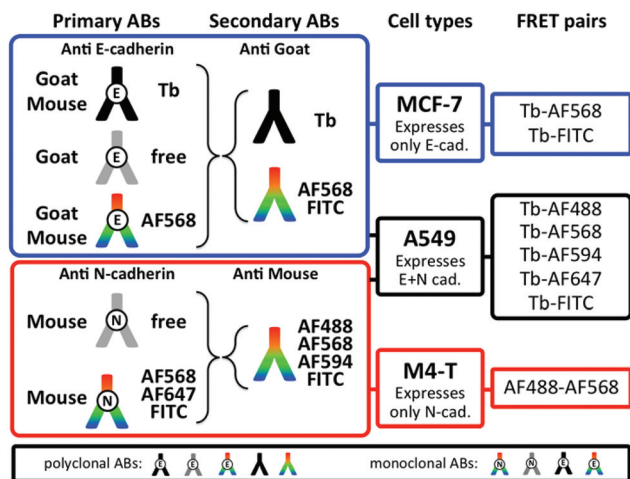 Primary ABs Secondary ABs Cell types FRET pairs
Anti E-cadherin Anti Goat
Goat
Mouse E Tb
Goat E free
Goat
Mouse E AF568
Tb
AF568
FITC
MCF-7
Expresses
only E-cad.
Tb-AF568
Tb-FITC
A549
Expresses
E+N cad.
Tb-AF488
Tb-AF568
Tb-AF594
Tb-AF647
Tb-FITC
Anti N-cadherin Anti Mouse
Mouse N free
Mouse N AF568
AF647
FITC
AF488
AF568
AF594
FITC
M4-T
Expresses
only N-cad.
AF488-AF568
polyclonal ABs: E E E monoclonal ABs: N N E E